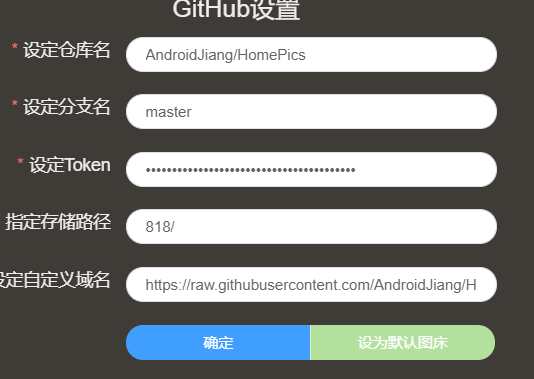 GitHub设置
* 设定仓库名 AndroidJiang/HomePics
* 设定分支名 master
* 设定Token ••••••••••••••••••••••••••••••••••••••••
指定存储路径 818/
设定自定义域名 https://raw.githubusercontent.com/AndroidJiang/H
确定 设为默认图床